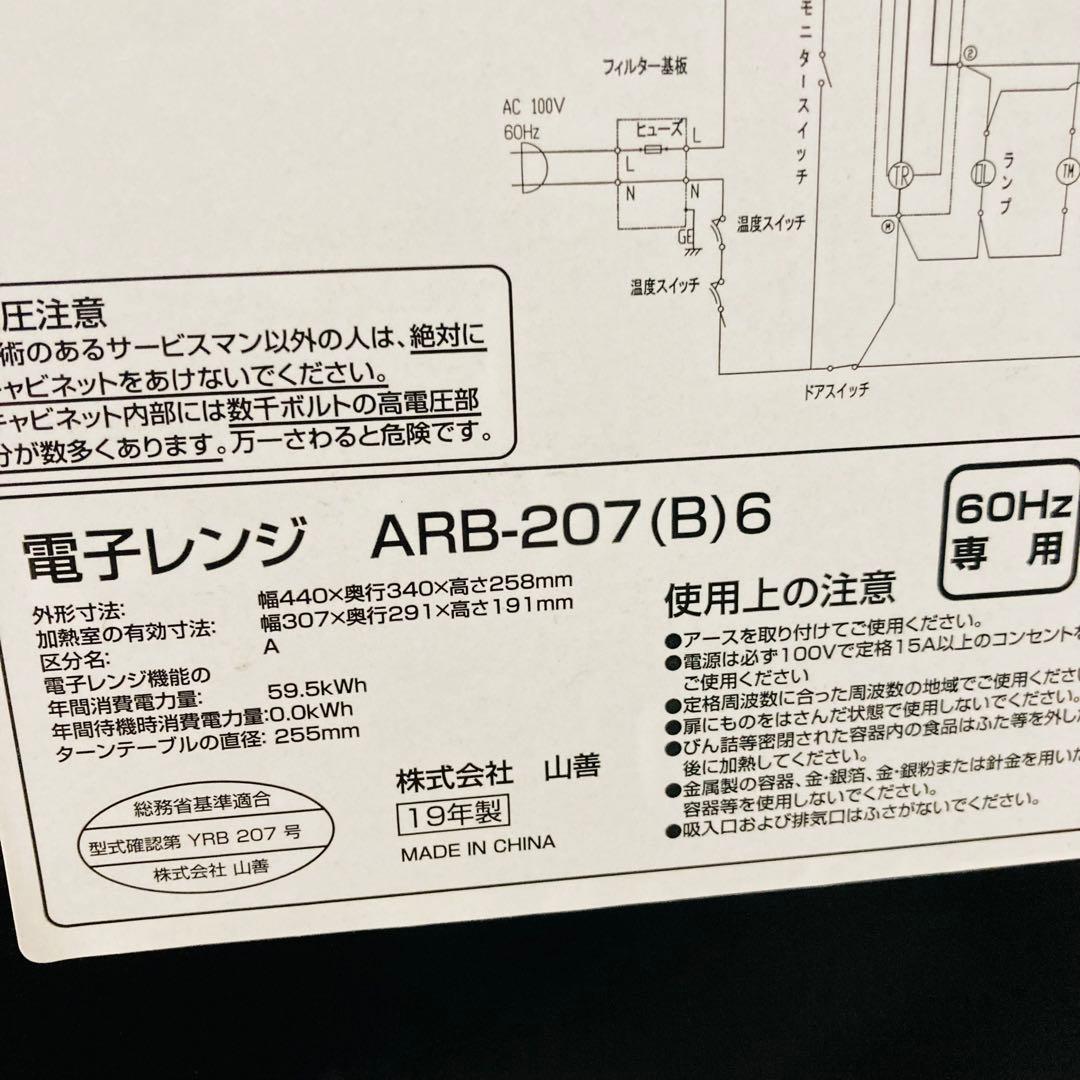 モニタースイッチ
フィルター基板
AC 100V
60Hz
ヒューズ
L
L
N
N
GE
温度スイッチ
温度スイッチ
ドアスイッチ
TR
DL
ランプ
TM
②
圧注意
術のあるサービスマン以外の人は、絶対に
キャビネットをあけないでください。
キャビネット内部には数千ボルトの高電圧部
分が数多くあります。万一さわると危険です。
電子レンジ ARB-207(B)6
60Hz
専用
外形寸法: 幅440×奥行340×高さ258mm
加熱室の有効寸法: 幅307×奥行291×高さ191mm
区分名: A
電子レンジ機能の
年間消費電力量: 59.5kWh
年間待機時消費電力量:0.0kWh
ターンテーブルの直径: 255mm
株式会社 山善
19年製
MADE IN CHINA
総務省基準適合
型式確認第 YRB 207 号
株式会社 山善
使用上の注意
●アースを取り付けてご使用ください。
●電源は必ず100Vで定格15A以上のコンセントを
ご使用ください
●定格周波数に合った周波数の地域でご使用ください
●扉にものをはさんだ状態で使用しないでください。
●びん詰等密閉された容器内の食品はふた等を外した
後に加熱してください。
●金属製の容器、金・銀箔、金・銀粉または針金を用いた
容器等を使用しないでください。
●吸入口および排気口はふさがないでください。